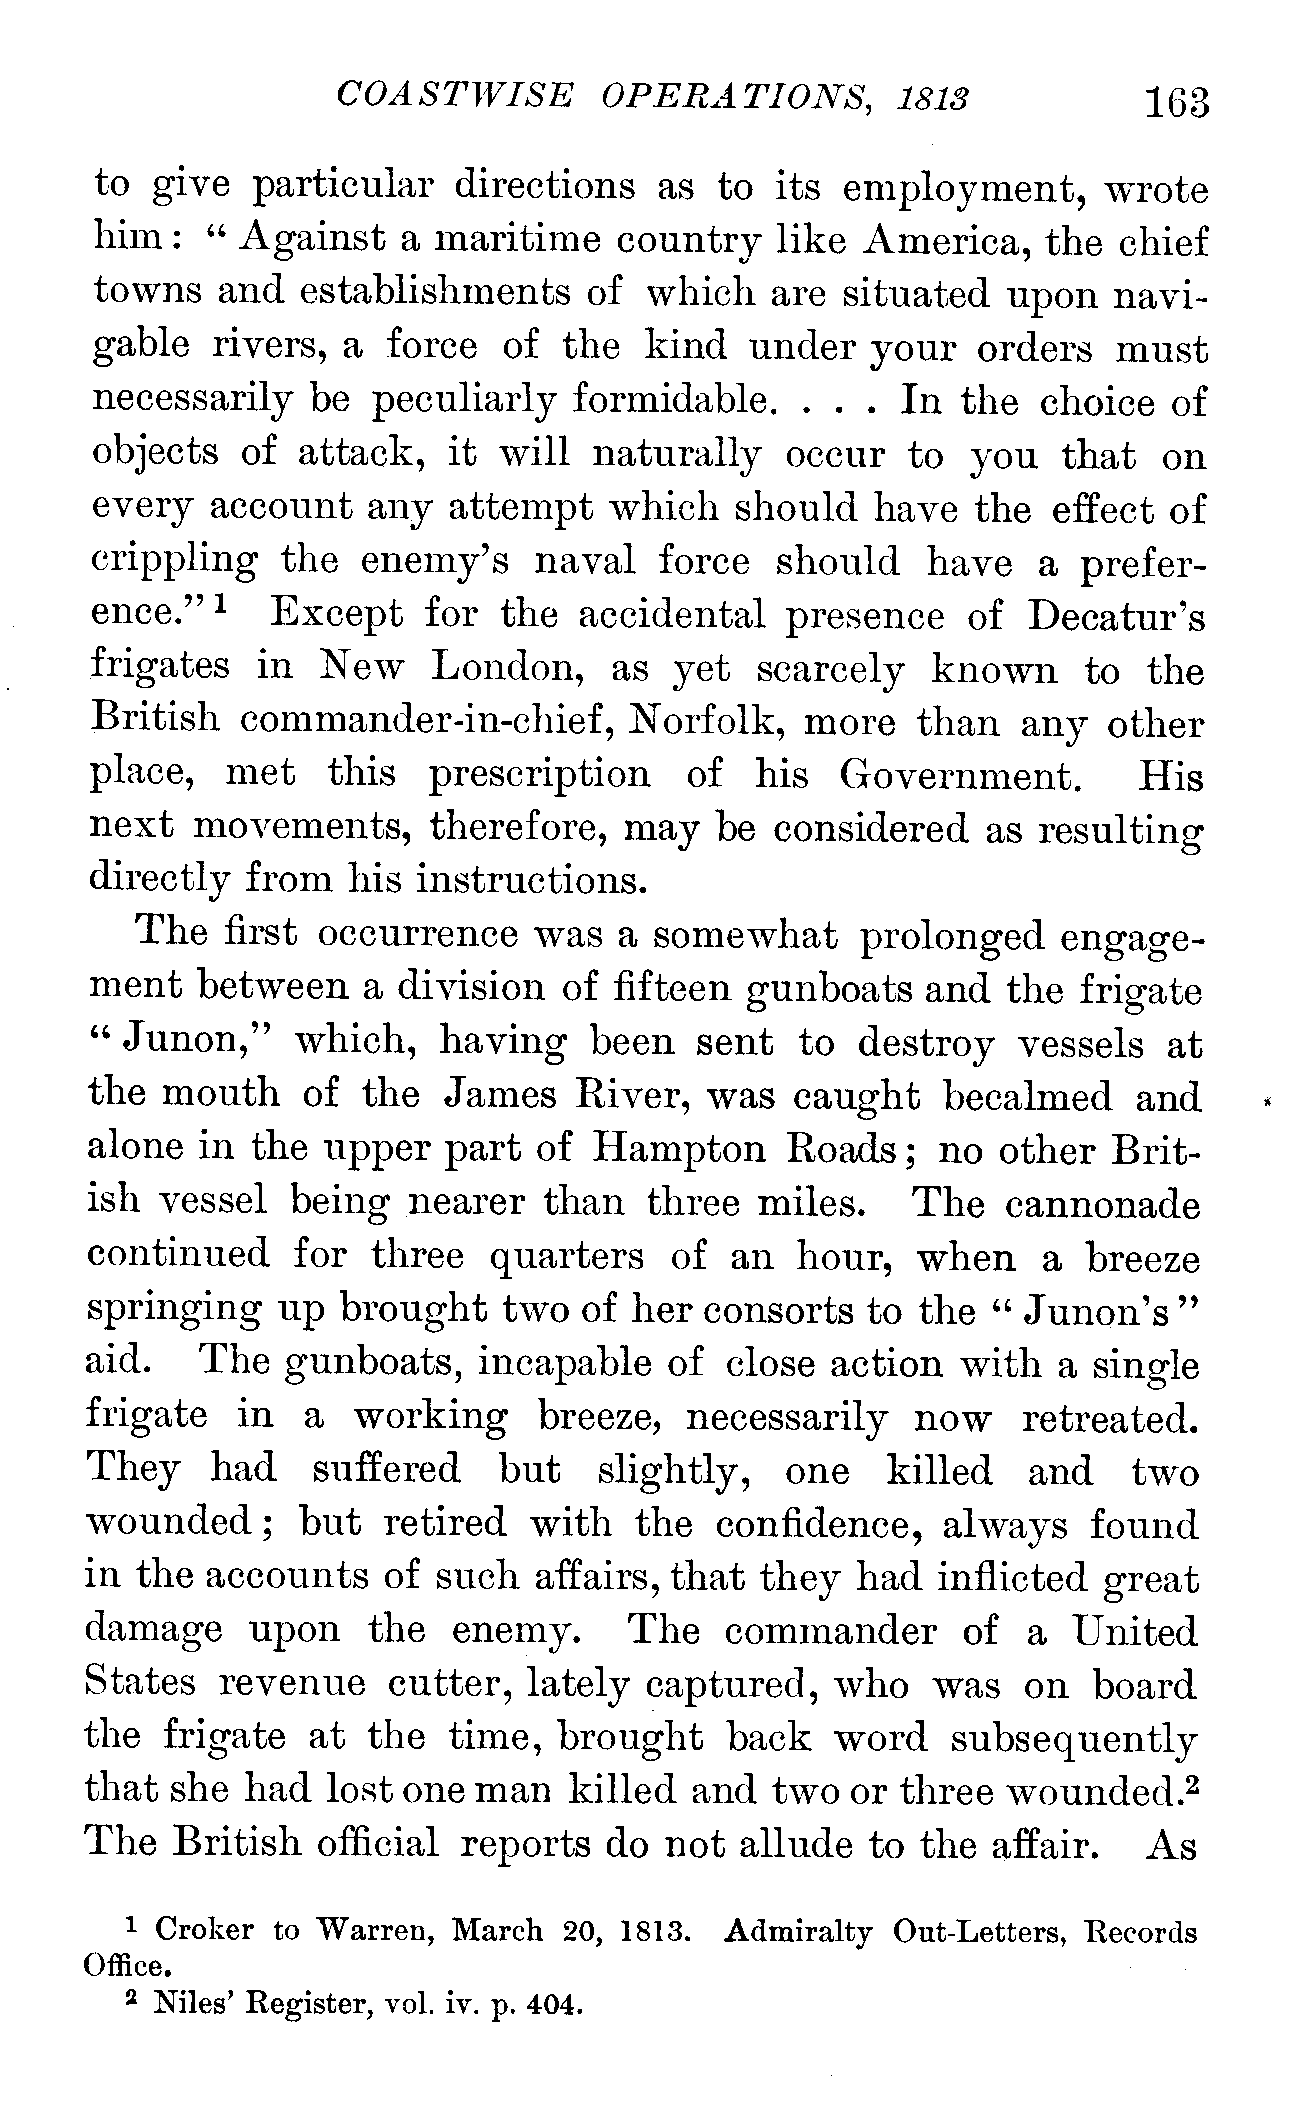 COASTWISE OPERATIONS, 1813 163
to give particular directions as to its employment, wrote
him: “Against a maritime country like America, the chief
towns and establishments of which are situated upon navi-
gable rivers, a force of the kind under your orders must
necessarily be peculiarly formidable. . . . In the choice of
objects of attack, it will naturally occur to you that on
every account any attempt which should have the effect of
crippling the enemy’s naval force should have a prefer-
ence.”¹ Except for the accidental presence of Decatur’s
frigates in New London, as yet scarcely known to the
British commander-in-chief, Norfolk, more than any other
place, met this prescription of his Government. His
next movements, therefore, may be considered as resulting
directly from his instructions.
The first occurrence was a somewhat prolonged engage-
ment between a division of fifteen gunboats and the frigate
“Junon,” which, having been sent to destroy vessels at
the mouth of the James River, was caught becalmed and
alone in the upper part of Hampton Roads; no other Brit-
ish vessel being nearer than three miles. The cannonade
continued for three quarters of an hour, when a breeze
springing up brought two of her consorts to the “Junon’s”
aid. The gunboats, incapable of close action with a single
frigate in a working breeze, necessarily now retreated.
They had suffered but slightly, one killed and two
wounded; but retired with the confidence, always found
in the accounts of such affairs, that they had inflicted great
damage upon the enemy. The commander of a United
States revenue cutter, lately captured, who was on board
the frigate at the time, brought back word subsequently
that she had lost one man killed and two or three wounded.²
The British official reports do not allude to the affair. As
¹ Croker to Warren, March 20, 1813. Admiralty Out-Letters, Records
Office.
² Niles’ Register, vol. iv. p. 404.